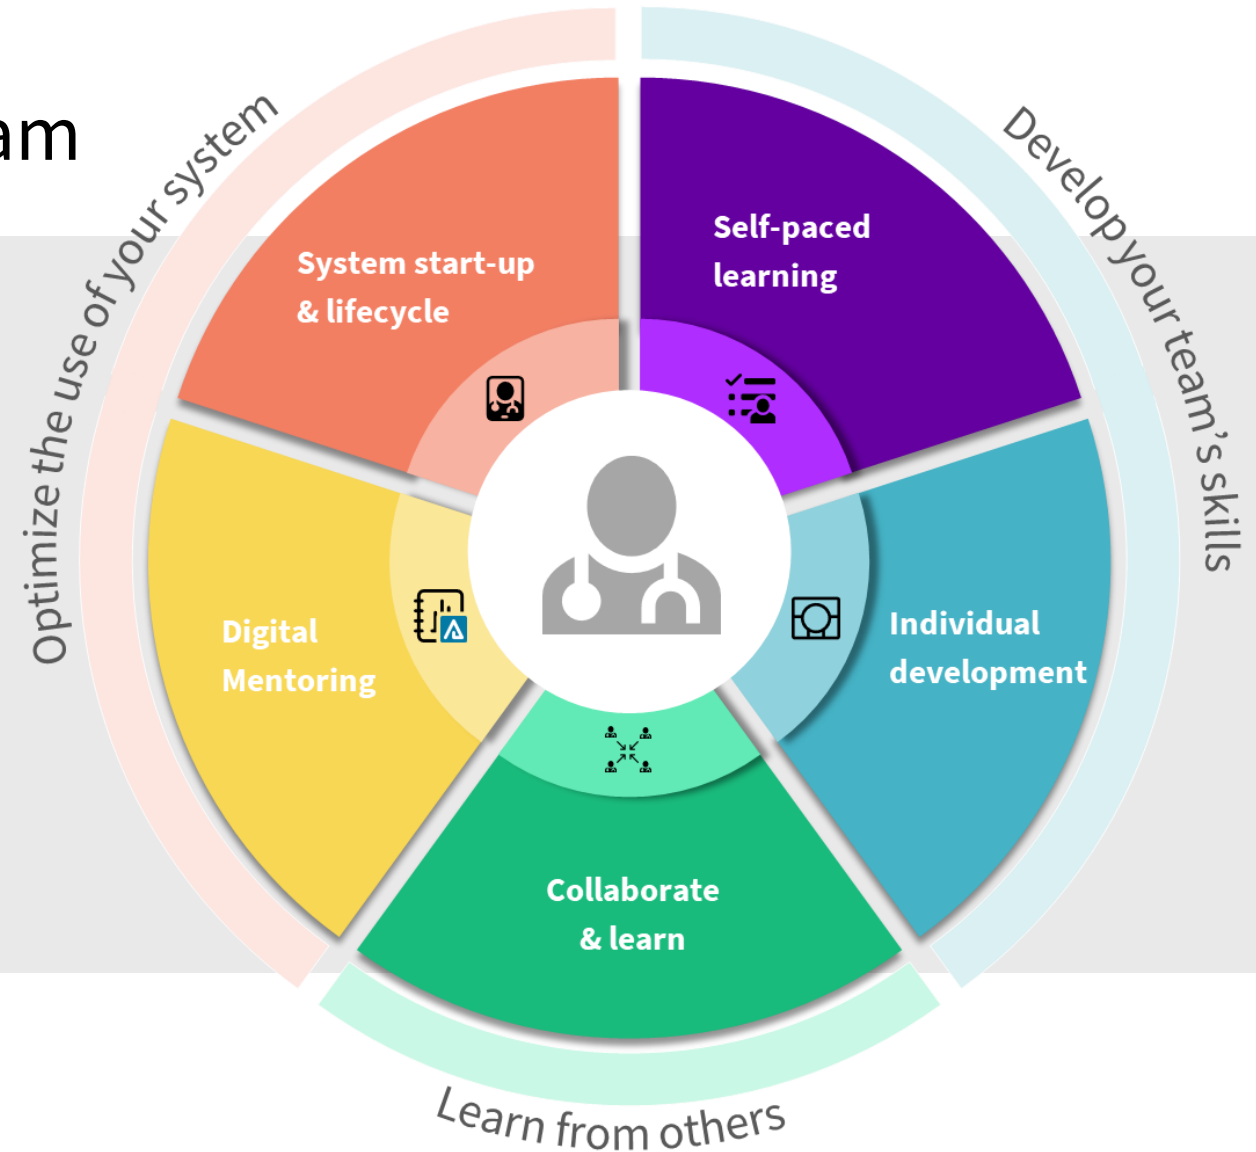 am
Optimize the use of your system
Develop your team’s skills
System start-up
& lifecycle
Self-paced
learning
Digital
Mentoring
Individual
development
Collaborate
& learn
Learn from others